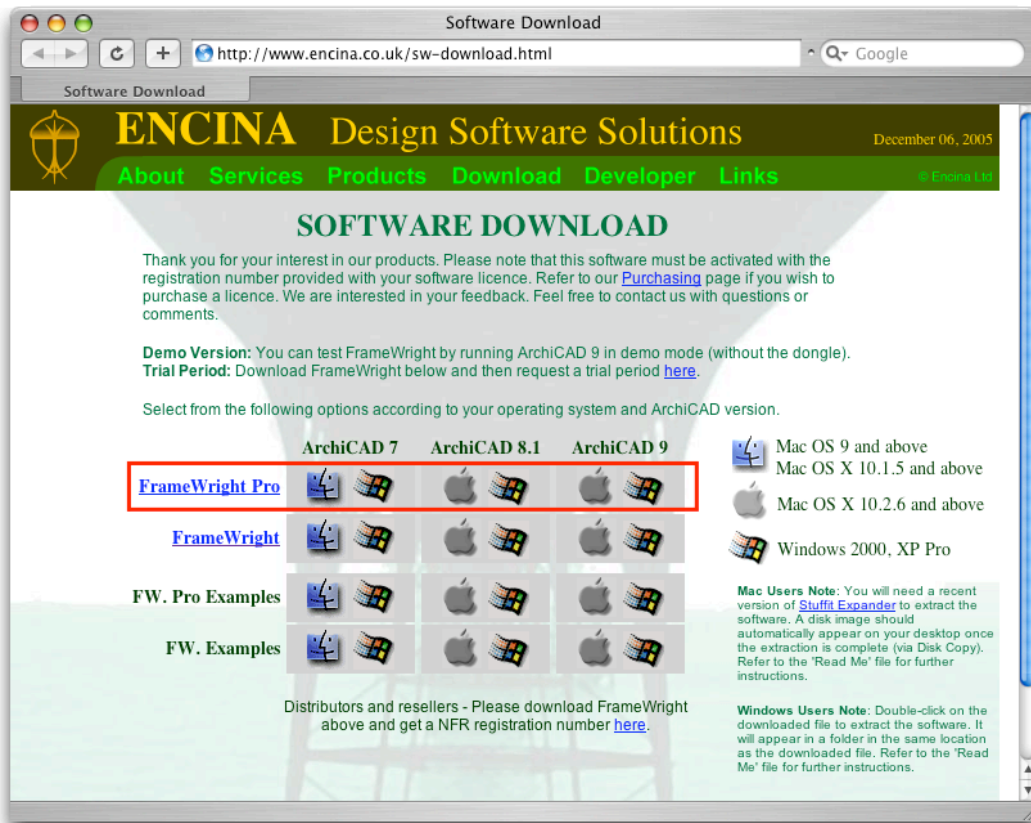 Software Download
http://www.encina.co.uk/sw-download.html
Google
Software Download
ENCINA Design Software Solutions
December 06, 2005
About Services Products Download Developer Links
© Encina Ltd
SOFTWARE DOWNLOAD
Thank you for your interest in our products. Please note that this software must be activated with the
registration number provided with your software licence. Refer to our Purchasing page if you wish to
purchase a licence. We are interested in your feedback. Feel free to contact us with questions or
comments.
Demo Version: You can test FrameWright by running ArchiCAD 9 in demo mode (without the dongle).
Trial Period: Download FrameWright below and then request a trial period here.
Select from the following options according to your operating system and ArchiCAD version.
ArchiCAD 7 ArchiCAD 8.1 ArchiCAD 9
FrameWright Pro
FrameWright
FW. Pro Examples
FW. Examples
Distributors and resellers - Please download FrameWright
above and get a NFR registration number here.
Mac OS 9 and above
Mac OS X 10.1.5 and above
Mac OS X 10.2.6 and above
Windows 2000, XP Pro
Mac Users Note: You will need a recent
version of Stuffit Expander to extract the
software. A disk image should
automatically appear on your desktop once
the extraction is complete (via Disk Copy).
Refer to the 'Read Me' file for further
instructions.
Windows Users Note: Double-click on the
downloaded file to extract the software. It
will appear in a folder in the same location
as the downloaded file. Refer to the 'Read
Me' file for further instructions.